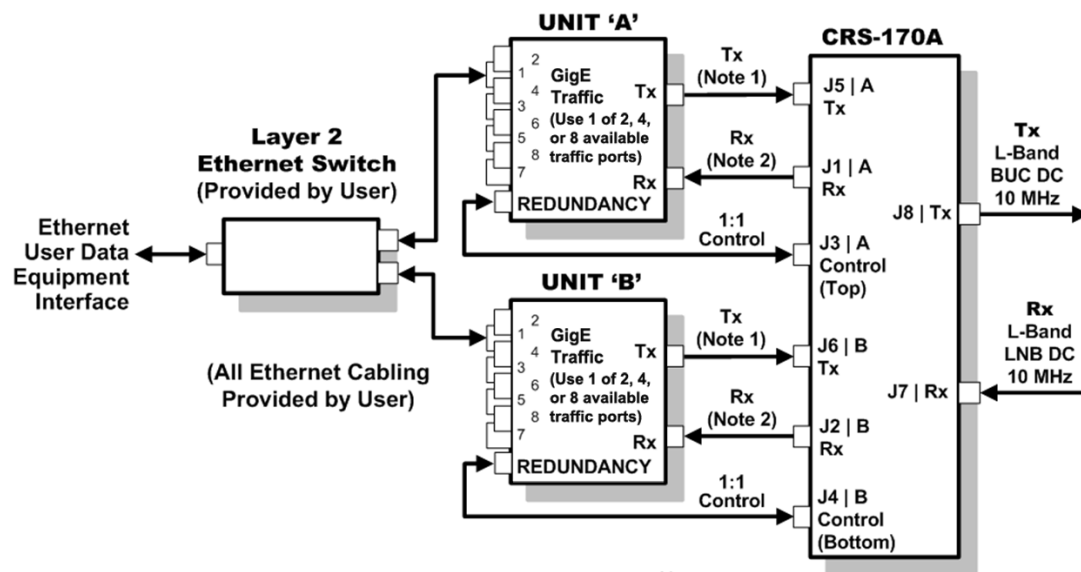 UNIT ‘A’
CRS-170A
2
1
4
3
6
5
8
7
GigE
Traffic
(Use 1 of 2, 4,
or 8 available
traffic ports)
Tx
Rx
REDUNDANCY
Tx
(Note 1)
Rx
(Note 2)
1:1
Control
J5 | A
Tx
J1 | A
Rx
J3 | A
Control
(Top)
J8 | Tx
Tx
L-Band
BUC DC
10 MHz
Layer 2
Ethernet Switch
(Provided by User)
Ethernet
User Data
Equipment
Interface
(All Ethernet Cabling
Provided by User)
UNIT ‘B’
2
1
4
3
6
5
8
7
GigE
Traffic
(Use 1 of 2, 4,
or 8 available
traffic ports)
Tx
Rx
REDUNDANCY
Tx
(Note 1)
Rx
(Note 2)
1:1
Control
J6 | B
Tx
J2 | B
Rx
J4 | B
Control
(Bottom)
J7 | Rx
Rx
L-Band
LNB DC
10 MHz